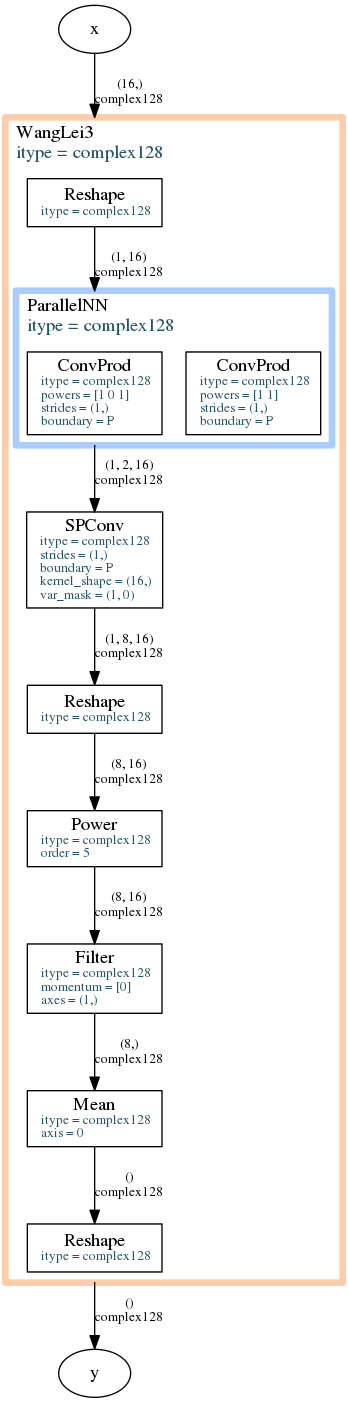 x
(16,)
complex128
WangLei3
itype = complex128
Reshape
itype = complex128
(1, 16)
complex128
ParallelNN
itype = complex128
ConvProd
itype = complex128
powers = [1 0 1]
strides = (1,)
boundary = P
ConvProd
itype = complex128
powers = [1 1]
strides = (1,)
boundary = P
(1, 2, 16)
complex128
SPConv
itype = complex128
strides = (1,)
boundary = P
kernel_shape = (16,)
var_mask = (1, 0)
(1, 8, 16)
complex128
Reshape
itype = complex128
(8, 16)
complex128
Power
itype = complex128
order = 5
(8, 16)
complex128
Filter
itype = complex128
momentum = [0]
axes = (1,)
(8,)
complex128
Mean
itype = complex128
axis = 0
()
complex128
Reshape
itype = complex128
()
complex128
y